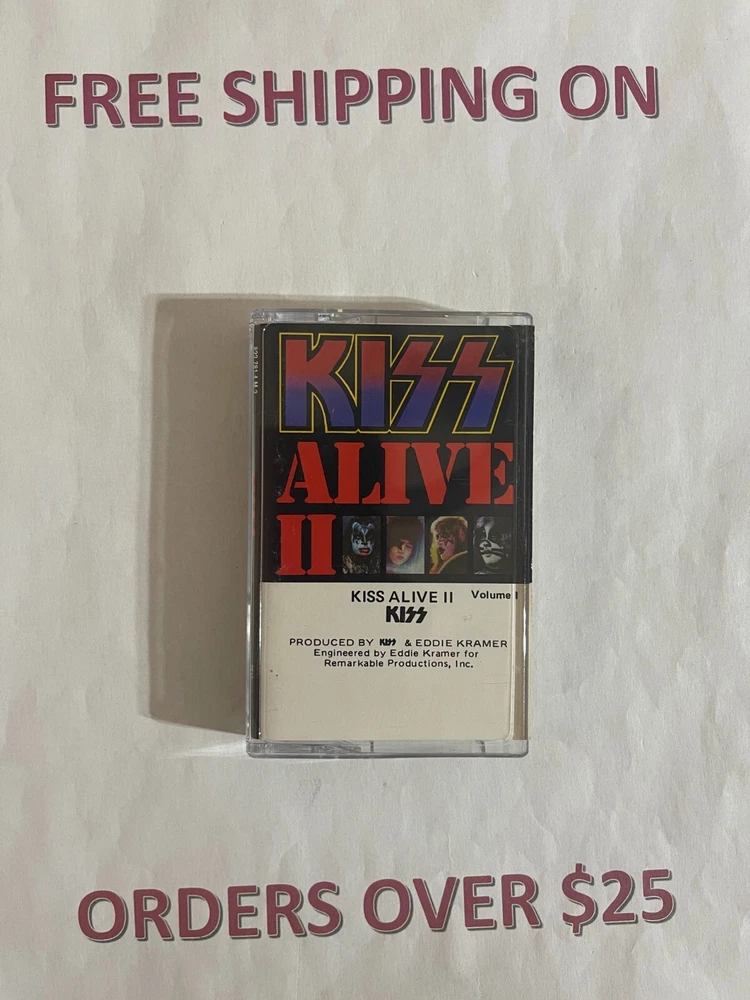 FREE SHIPPING ON
KISS
ALIVE
II
KISS ALIVE II Volume I
KISS
PRODUCED BY KISS & EDDIE KRAMER
Engineered by Eddie Kramer for
Remarkable Productions, Inc.
ORDERS OVER $25